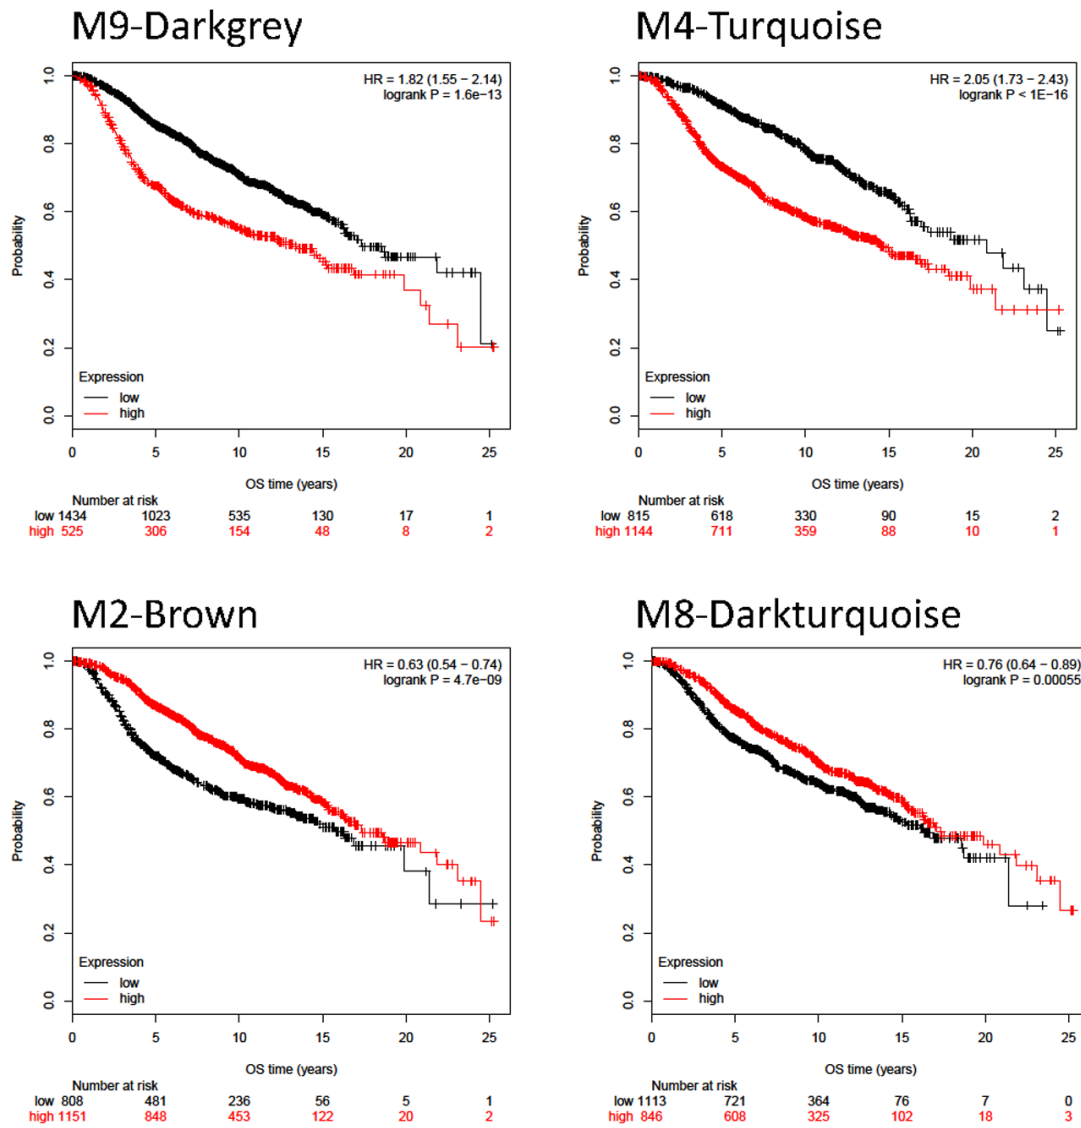 M9-Darkgrey
HR = 1.82 (1.55 − 2.14)
logrank P = 1.6e−13
Probability
1.0
0.8
0.6
0.4
0.2
0.0
Expression
low
high
0 5 10 15 20 25
OS time (years)
Number at risk
low 1434 1023 535 130 17 1
high 525 306 154 48 8 2
M4-Turquoise
HR = 2.05 (1.73 − 2.43)
logrank P < 1E−16
Probability
1.0
0.8
0.6
0.4
0.2
0.0
Expression
low
high
0 5 10 15 20 25
OS time (years)
Number at risk
low 815 618 330 90 15 2
high 1144 711 359 88 10 1
M2-Brown
HR = 0.63 (0.54 − 0.74)
logrank P = 4.7e−09
Probability
1.0
0.8
0.6
0.4
0.2
0.0
Expression
low
high
0 5 10 15 20 25
OS time (years)
Number at risk
low 808 481 236 56 5 1
high 1151 848 453 122 20 2
M8-Darkturquoise
HR = 0.76 (0.64 − 0.89)
logrank P = 0.00055
Probability
1.0
0.8
0.6
0.4
0.2
0.0
Expression
low
high
0 5 10 15 20 25
OS time (years)
Number at risk
low 1113 721 364 76 7 0
high 846 608 325 102 18 3